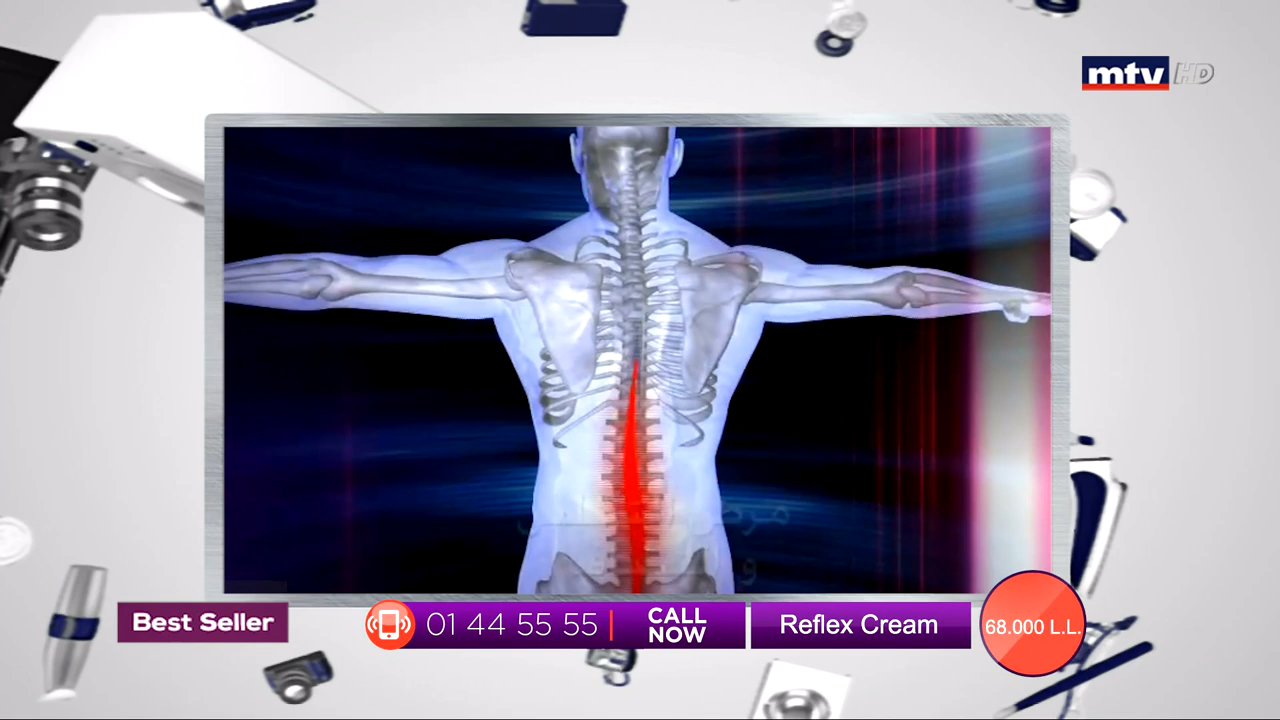 mtv HD
Best Seller
01 44 55 55
CALL
NOW
Reflex Cream
68.000 L.L.